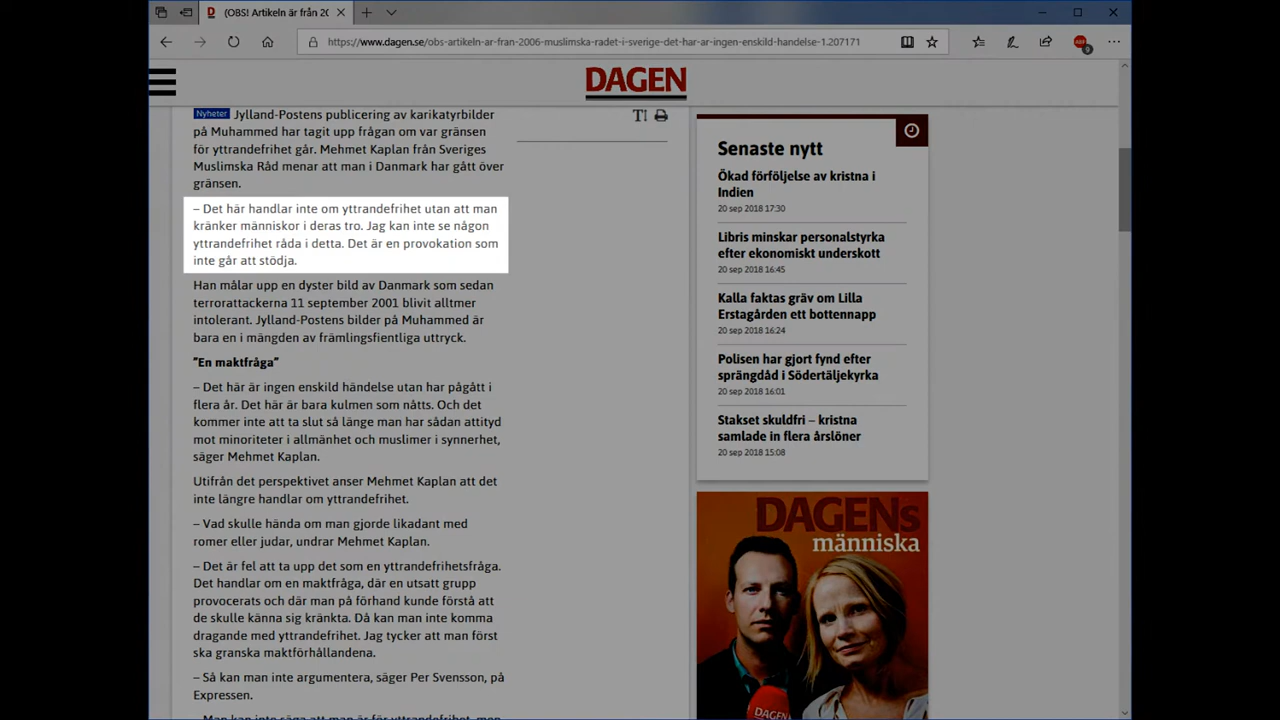 {OBS! Artikeln är från 20
https://www.dagen.se/obs-artikeln-ar-fran-2006-muslimska-radet-i-sverige-det-har-ar-ingen-enskild-handelse-1.207171
9
DAGEN
Nyheter Jylland-Postens publicering av karikatyrbilder
på Muhammed har tagit upp frågan om var gränsen
för yttrandefrihet går. Mehmet Kaplan från Sveriges
Muslimska Råd menar att man i Danmark har gått över
gränsen.
– Det här handlar inte om yttrandefrihet utan att man
kränker människor i deras tro. Jag kan inte se någon
yttrandefrihet råda i detta. Det är en provokation som
inte går att stödja.
Han målar upp en dyster bild av Danmark som sedan
terrorattackerna 11 september 2001 blivit alltmer
intolerant. Jylland-Postens bilder på Muhammed är
bara en i mängden av främlingsfientliga uttryck.
"En maktfråga"
– Det här är ingen enskild händelse utan har pågått i
flera år. Det här är bara kulmen som nåtts. Och det
kommer inte att ta slut så länge man har sådan attityd
mot minoriteter i allmänhet och muslimer i synnerhet,
säger Mehmet Kaplan.
Utifrån det perspektivet anser Mehmet Kaplan att det
inte längre handlar om yttrandefrihet.
– Vad skulle hända om man gjorde likadant med
romer eller judar, undrar Mehmet Kaplan.
– Det är fel att ta upp det som en yttrandefrihetsfråga.
Det handlar om en maktfråga, där en utsatt grupp
provocerats och där man på förhand kunde förstå att
de skulle känna sig kränkta. Då kan man inte komma
dragande med yttrandefrihet. Jag tycker att man först
ska granska maktförhållandena.
– Så kan man inte argumentera, säger Per Svensson, på
Expressen.
– Man kan inte säga att man är för yttrandefrihet, men
T!
Senaste nytt
Ökad förföljelse av kristna i
Indien
20 sep 2018 17:30
Libris minskar personalstyrka
efter ekonomiskt underskott
20 sep 2018 16:45
Kalla faktas gräv om Lilla
Erstagården ett bottennapp
20 sep 2018 16:24
Polisen har gjort fynd efter
sprängdåd i Södertäljekyrka
20 sep 2018 16:01
Stakset skuldfri – kristna
samlade in flera årslöner
20 sep 2018 15:08
DAGENs
människa
DAGEN